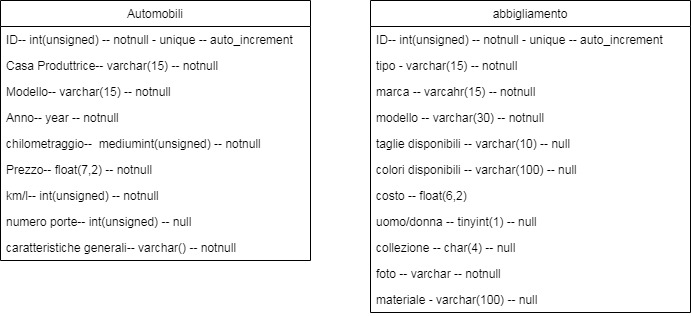 Automobili
ID-- int(unsigned) -- notnull - unique -- auto_increment
Casa Produttrice-- varchar(15) -- notnull
Modello-- varchar(15) -- notnull
Anno-- year -- notnull
chilometraggio-- mediumint(unsigned) -- notnull
Prezzo-- float(7,2) -- notnull
km/l-- int(unsigned) -- notnull
numero porte-- int(unsigned) -- null
caratteristiche generali-- varchar() -- notnull
abbigliamento
ID-- int(unsigned) -- notnull - unique -- auto_increment
tipo - varchar(15) -- notnull
marca -- varcahr(15) -- notnull
modello -- varchar(30) -- notnull
taglie disponibili -- varchar(10) -- null
colori disponibili -- varchar(100) -- null
costo -- float(6,2)
uomo/donna -- tinyint(1) -- null
collezione -- char(4) -- null
foto -- varchar -- notnull
materiale - varchar(100) -- null